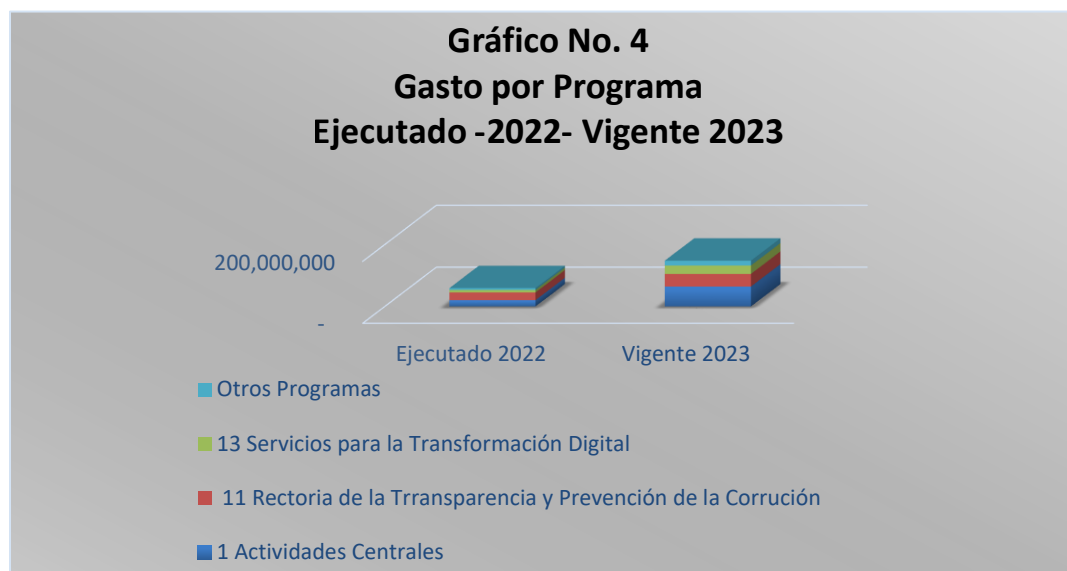 Gráfico No. 4
Gasto por Programa
Ejecutado -2022- Vigente 2023
200,000,000
-
Ejecutado 2022
Vigente 2023
Otros Programas
13 Servicios para la Transformación Digital
11 Rectoria de la Trransparencia y Prevención de la Corrución
1 Actividades Centrales